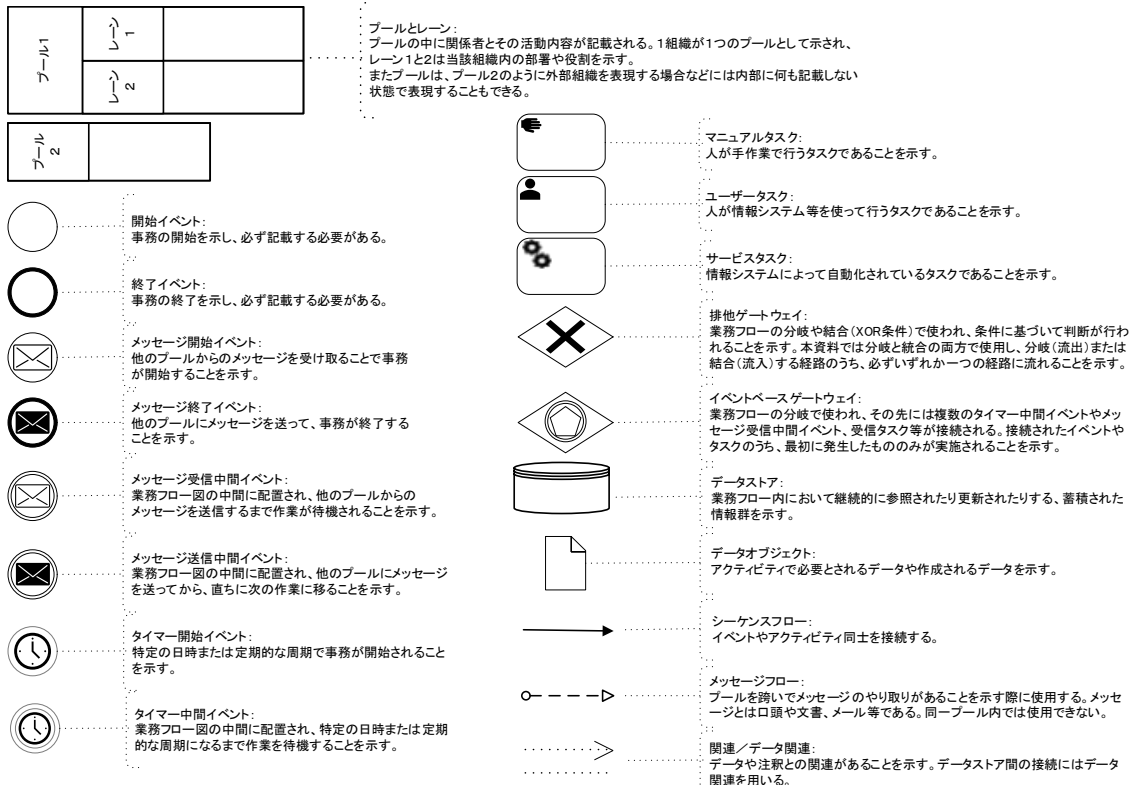 プール1
レーン1
レーン2
プールとレーン:
プールの中に関係者とその活動内容が記載される。1組織が1つのプールとして示され、
レーン1と2は当該組織内の部署や役割を示す。
またプールは、プール2のように外部組織を表現する場合などには内部に何も記載しない
状態で表現することもできる。
プール2
開始イベント:
事務の開始を示し、必ず記載する必要がある。
終了イベント:
事務の終了を示し、必ず記載する必要がある。
メッセージ開始イベント:
他のプールからのメッセージを受け取ることで事務
が開始することを示す。
メッセージ終了イベント:
他のプールにメッセージを送って、事務が終了する
ことを示す。
メッセージ受信中間イベント:
業務フロー図の中間に配置され、他のプールからの
メッセージを送信するまで作業が待機されることを示す。
メッセージ送信中間イベント:
業務フロー図の中間に配置され、他のプールにメッセージ
を送ってから、直ちに次の作業に移ることを示す。
タイマー開始イベント:
特定の日時または定期的な周期で事務が開始されること
を示す。
タイマー中間イベント:
業務フロー図の中間に配置され、特定の日時または定期
的な周期になるまで作業を待機することを示す。
マニュアルタスク:
人が手作業で行うタスクであることを示す。
ユーザータスク:
人が情報システム等を使って行うタスクであることを示す。
サービスタスク:
情報システムによって自動化されているタスクであることを示す。
排他ゲートウェイ:
業務フローの分岐や結合(XOR条件)で使われ、条件に基づいて判断が行わ
れることを示す。本資料では分岐と統合の両方で使用し、分岐(流出)または
結合(流入)する経路のうち、必ずいずれか一つの経路に流れることを示す。
イベントベースゲートウェイ:
業務フローの分岐で使われ、その先には複数のタイマー中間イベントやメッ
セージ受信中間イベント、受信タスク等が接続される。接続されたイベントや
タスクのうち、最初に発生したもののみが実施されることを示す。
データストア:
業務フロー内において継続的に参照されたり更新されたりする、蓄積された
情報群を示す。
データオブジェクト:
アクティビティで必要とされるデータや作成されるデータを示す。
シーケンスフロー:
イベントやアクティビティ同士を接続する。
メッセージフロー:
プールを跨いでメッセージのやり取りがあることを示す際に使用する。メッセ
ージとは口頭や文書、メール等である。同一プール内では使用できない。
関連/データ関連:
データや注釈との関連があることを示す。データストア間の接続にはデータ
関連を用いる。